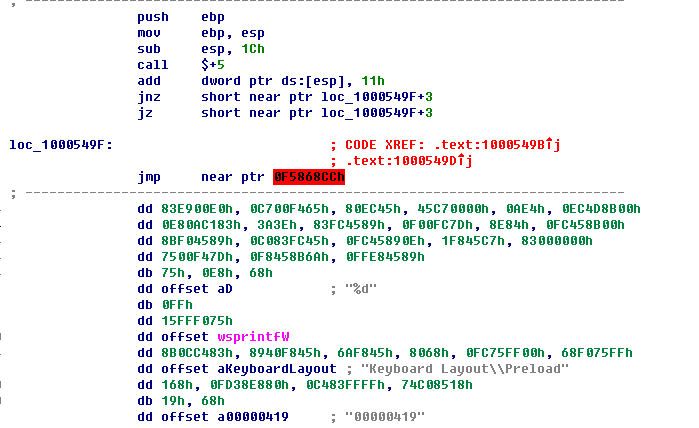 ; ---------------------------------------------------------------------------
push ebp
mov ebp, esp
sub esp, 1Ch
call $+5
add dword ptr ds:[esp], 11h
jnz short near ptr loc_1000549F+3
jz short near ptr loc_1000549F+3
loc_1000549F: ; CODE XREF: .text:1000549B↑j
; .text:1000549D↑j
jmp near ptr 0F5868CCh
; ---------------------------------------------------------------------------
dd 83E900E0h, 0C700F465h, 80EC45h, 45C70000h, 0AE4h, 0EC4D8B00h
dd 0E80AC183h, 3A3Eh, 83FC4589h, 0F00FC7Dh, 8E84h, 0FC458B00h
dd 8BF04589h, 0C083FC45h, 0FC45890Eh, 1F845C7h, 83000000h
dd 7500F47Dh, 0F8458B6Ah, 0FFE84589h
db 75h, 0E8h, 68h
dd offset aD ; "%d"
db 0FFh
dd 15FFF075h
dd offset wsprintfW
dd 8B0CC483h, 8940F845h, 6AF845h, 8068h, 0FC75FF00h, 68F075FFh
dd offset aKeyboardLayout ; "Keyboard Layout\\Preload"
dd 168h, 0FD38E880h, 0C483FFFFh, 74C08518h
db 19h, 68h
dd offset a00000419 ; "00000419"